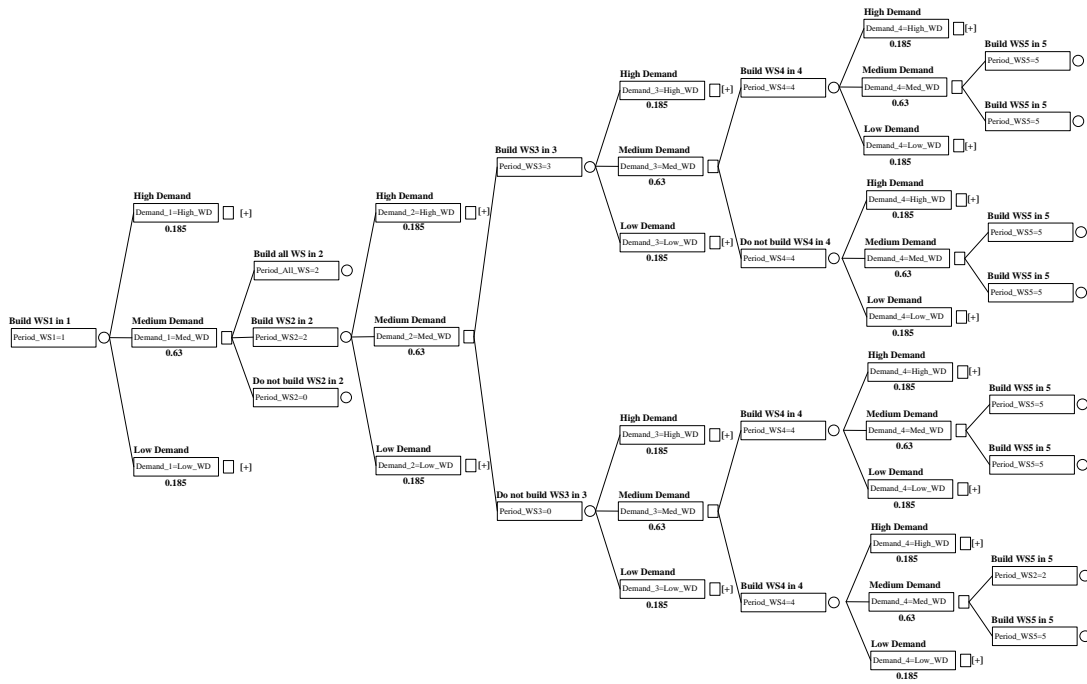 Build WS1 in 1
Period_WS1=1
High Demand
Demand_1=High_WD
[+]
0.185
Medium Demand
Demand_1=Med_WD
0.63
Low Demand
Demand_1=Low_WD
[+]
0.185
Build all WS in 2
Period_All_WS=2
Build WS2 in 2
Period_WS2=2
Do not build WS2 in 2
Period_WS2=0
High Demand
Demand_2=High_WD
[+]
0.185
Medium Demand
Demand_2=Med_WD
0.63
Low Demand
Demand_2=Low_WD
[+]
0.185
Build WS3 in 3
Period_WS3=3
High Demand
Demand_3=High_WD
[+]
0.185
Medium Demand
Demand_3=Med_WD
0.63
Low Demand
Demand_3=Low_WD
[+]
0.185
Build WS4 in 4
Period_WS4=4
High Demand
Demand_4=High_WD
[+]
0.185
Medium Demand
Demand_4=Med_WD
0.63
Low Demand
Demand_4=Low_WD
[+]
0.185
Build WS5 in 5
Period_WS5=5
Build WS5 in 5
Period_WS5=5
Do not build WS4 in 4
Period_WS4=4
High Demand
Demand_4=High_WD
[+]
0.185
Medium Demand
Demand_4=Med_WD
0.63
Low Demand
Demand_4=Low_WD
[+]
0.185
Build WS5 in 5
Period_WS5=5
Build WS5 in 5
Period_WS5=5
Do not build WS3 in 3
Period_WS3=0
High Demand
Demand_3=High_WD
[+]
0.185
Medium Demand
Demand_3=Med_WD
0.63
Low Demand
Demand_3=Low_WD
[+]
0.185
Build WS4 in 4
Period_WS4=4
High Demand
Demand_4=High_WD
[+]
0.185
Medium Demand
Demand_4=Med_WD
0.63
Low Demand
Demand_4=Low_WD
[+]
0.185
Build WS5 in 5
Period_WS5=5
Build WS5 in 5
Period_WS5=5
Build WS4 in 4
Period_WS4=4
High Demand
Demand_4=High_WD
[+]
0.185
Medium Demand
Demand_4=Med_WD
0.63
Low Demand
Demand_4=Low_WD
[+]
0.185
Build WS5 in 5
Period_WS2=2
Build WS5 in 5
Period_WS5=5